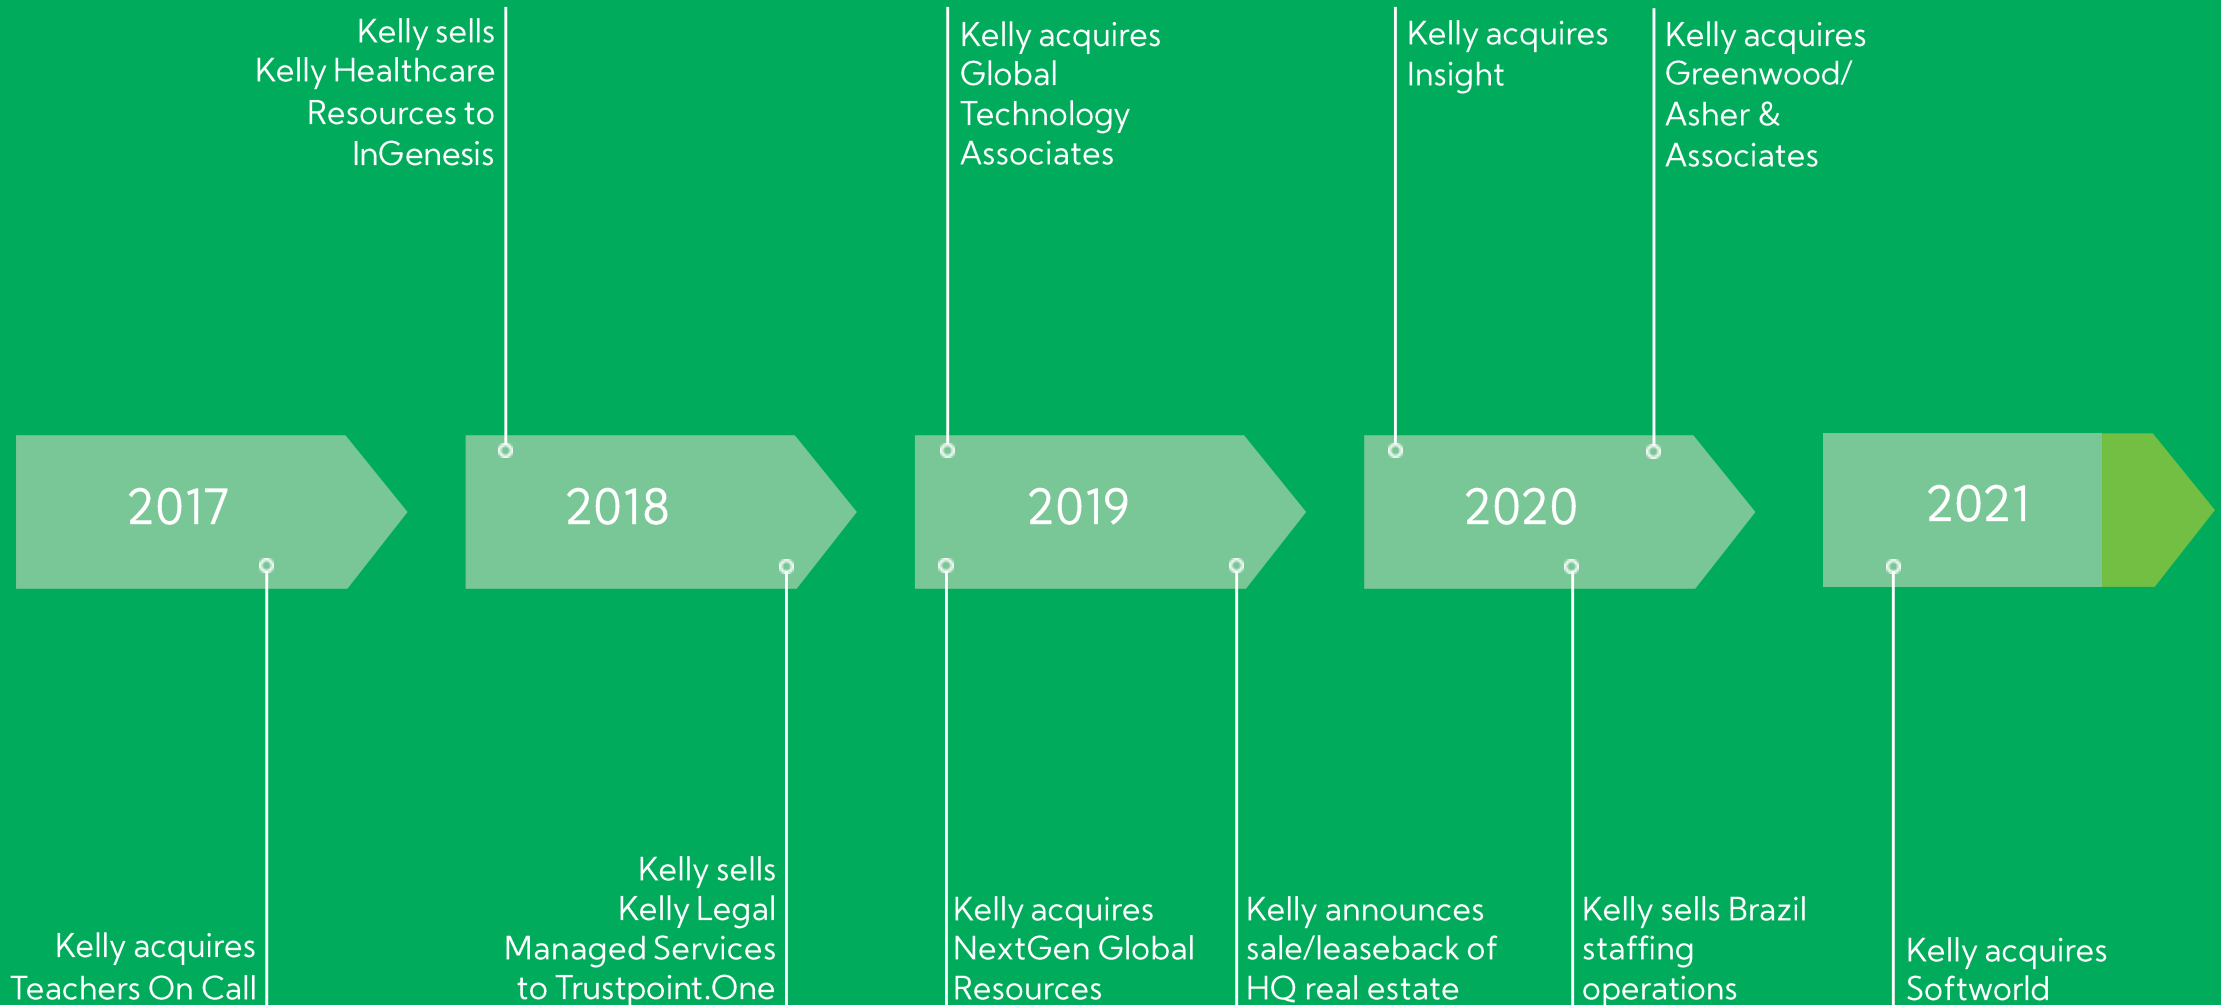 Kelly sells
Kelly Healthcare
Resources to
InGenesis
Kelly acquires
Global
Technology
Associates
Kelly acquires
Insight
Kelly acquires
Greenwood/
Asher &
Associates
2017
2018
2019
2020
2021
Kelly acquires
Teachers On Call
Kelly sells
Kelly Legal
Managed Services
to Trustpoint.One
Kelly acquires
NextGen Global
Resources
Kelly announces
sale/leaseback of
HQ real estate
Kelly sells Brazil
staffing
operations
Kelly acquires
Softworld